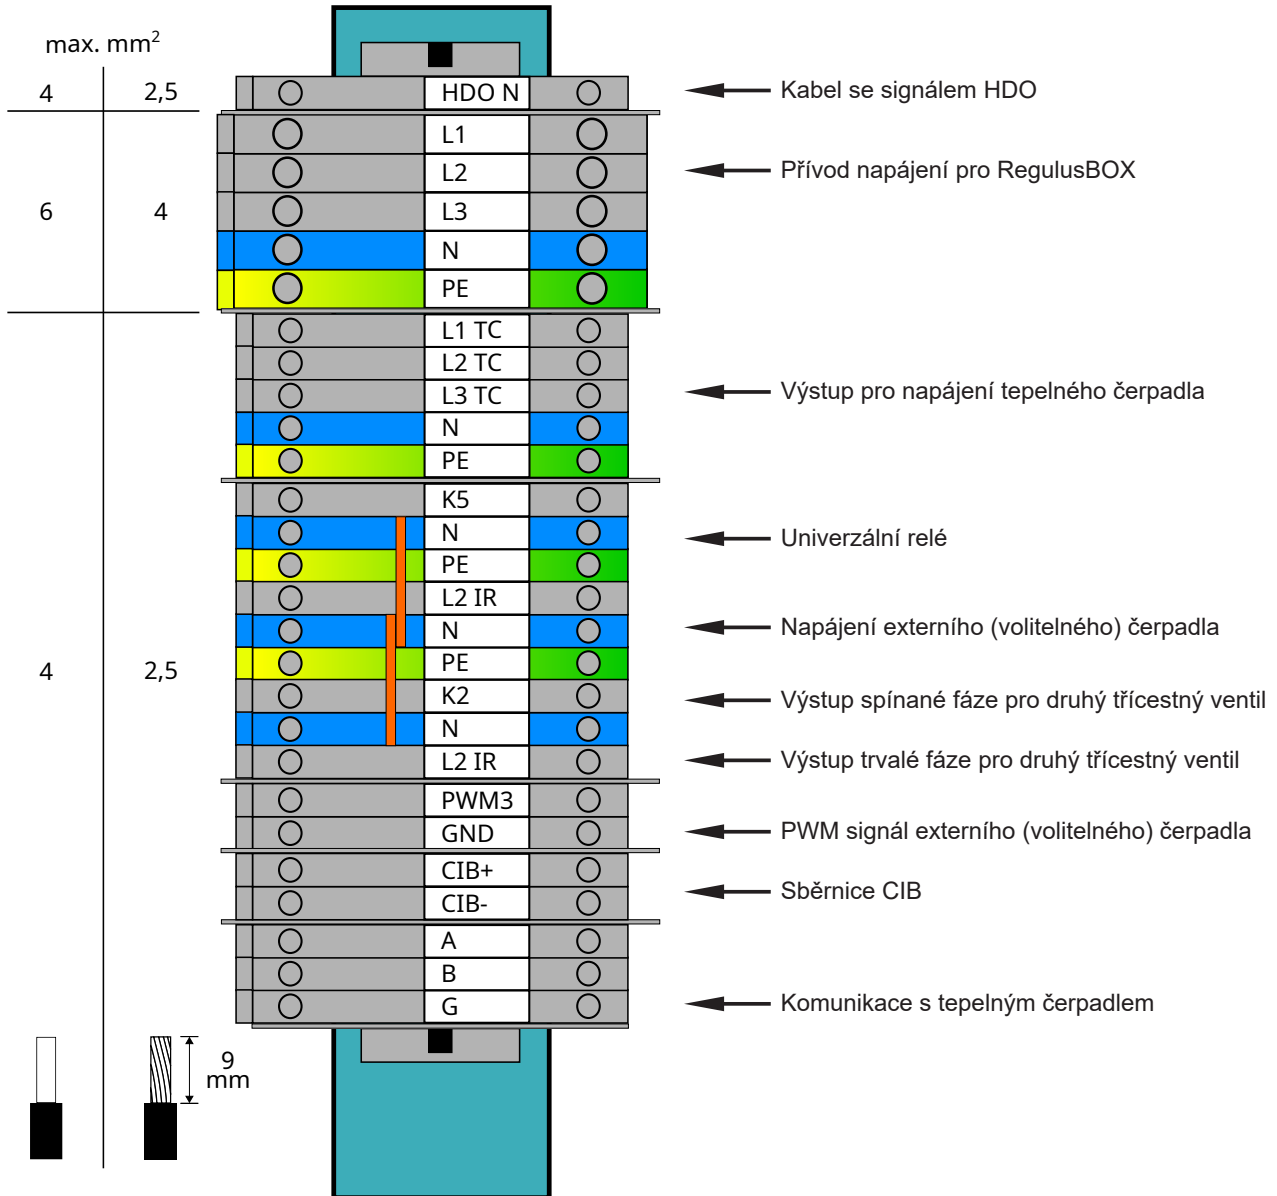 max. mm²
4 2,5 HDO N Kabel se signálem HDO
L1
L2 Přívod napájení pro RegulusBOX
6 4 L3
N
PE
L1 TC
L2 TC
L3 TC Výstup pro napájení tepelného čerpadla
N
PE
K5
N Univerzální relé
PE
L2 IR
N Napájení externího (volitelného) čerpadla
4 2,5 PE
K2 Výstup spínané fáze pro druhý třícestný ventil
N
L2 IR Výstup trvalé fáze pro druhý třícestný ventil
PWM3
GND PWM signál externího (volitelného) čerpadla
CIB+
CIB- Sběrnice CIB
A
B
G Komunikace s tepelným čerpadlem
9
mm